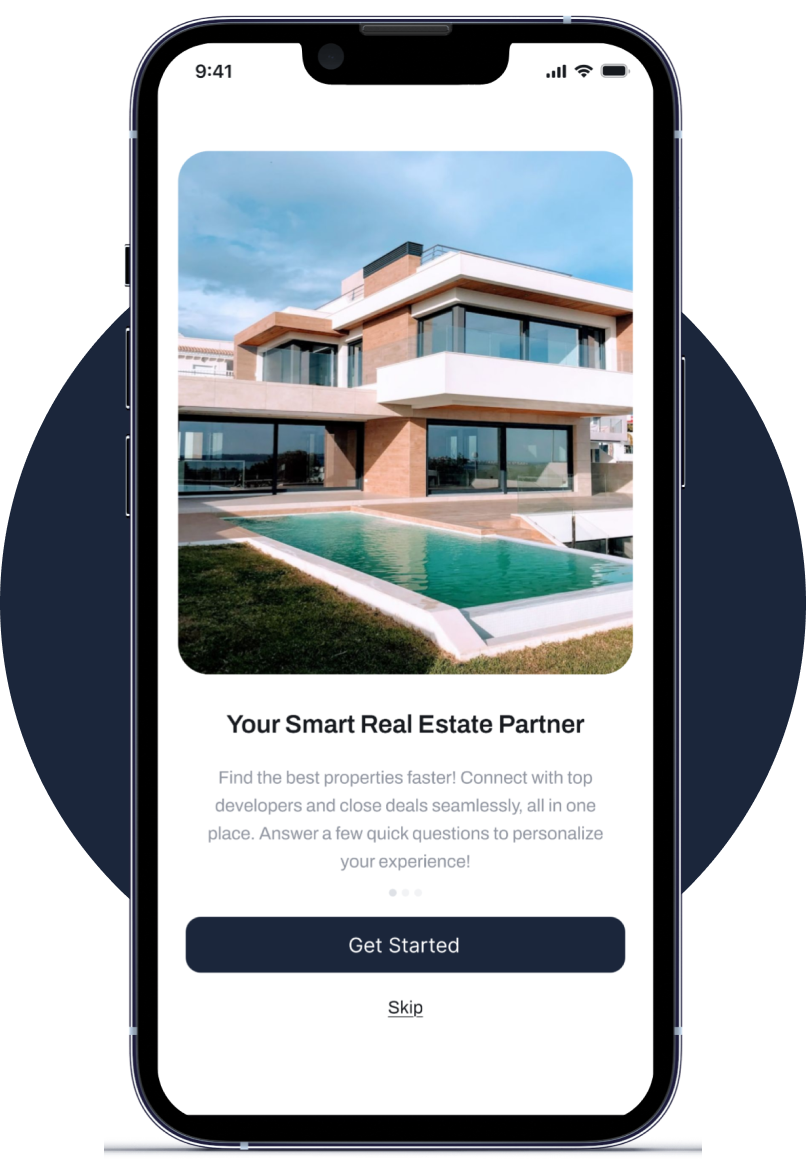 9:41
Your Smart Real Estate Partner
Find the best properties faster! Connect with top
developers and close deals seamlessly, all in one
place. Answer a few quick questions to personalize
your experience!
Get Started
Skip